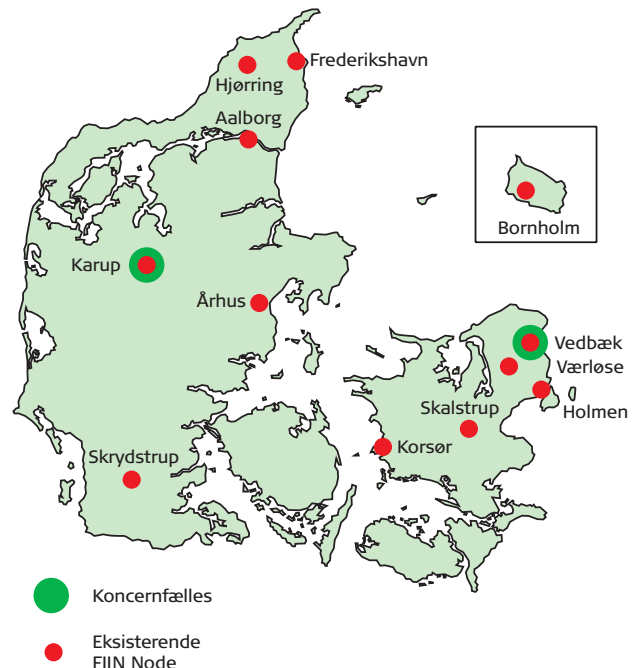 Frederikshavn
Hjørring
Aalborg
Bornholm
Karup
Århus
Vedbæk
Værløse
Holmen
Skalstrup
Korsør
Skrydstrup
Koncernfælles
Eksisterende
FIIN Node